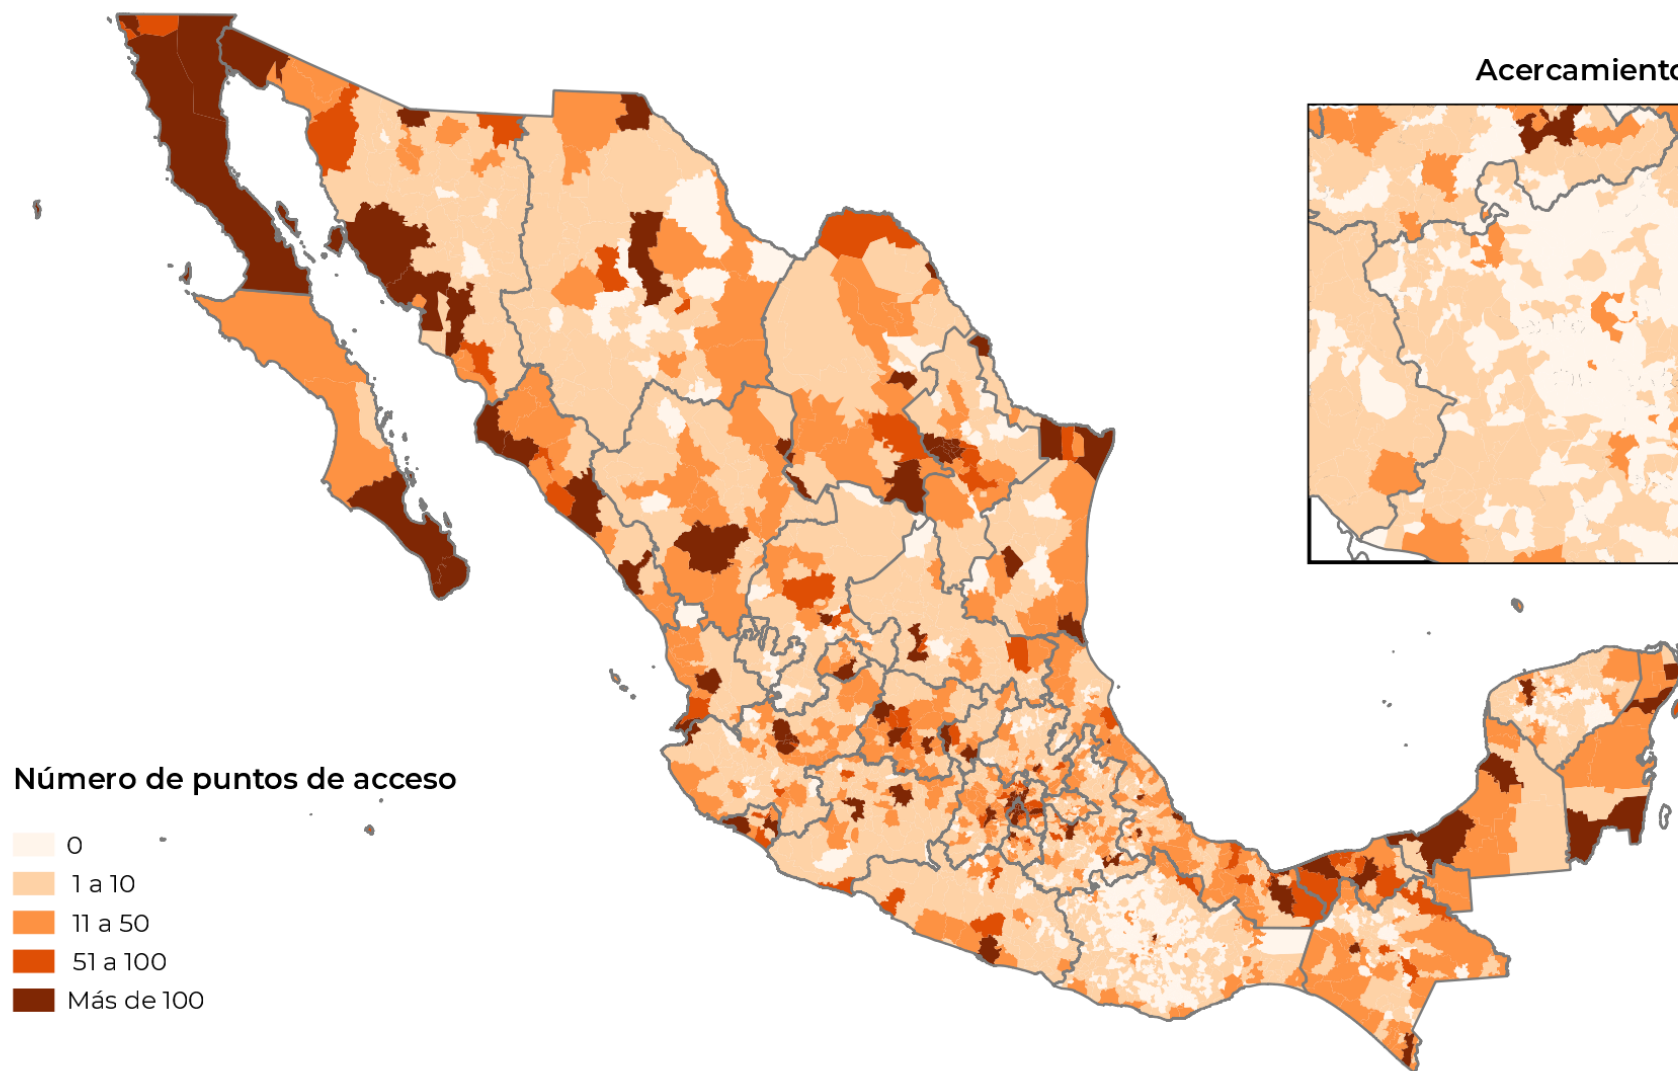 Acercamiento
Número de puntos de acceso
0
1 a 10
11 a 50
51 a 100
Más de 100